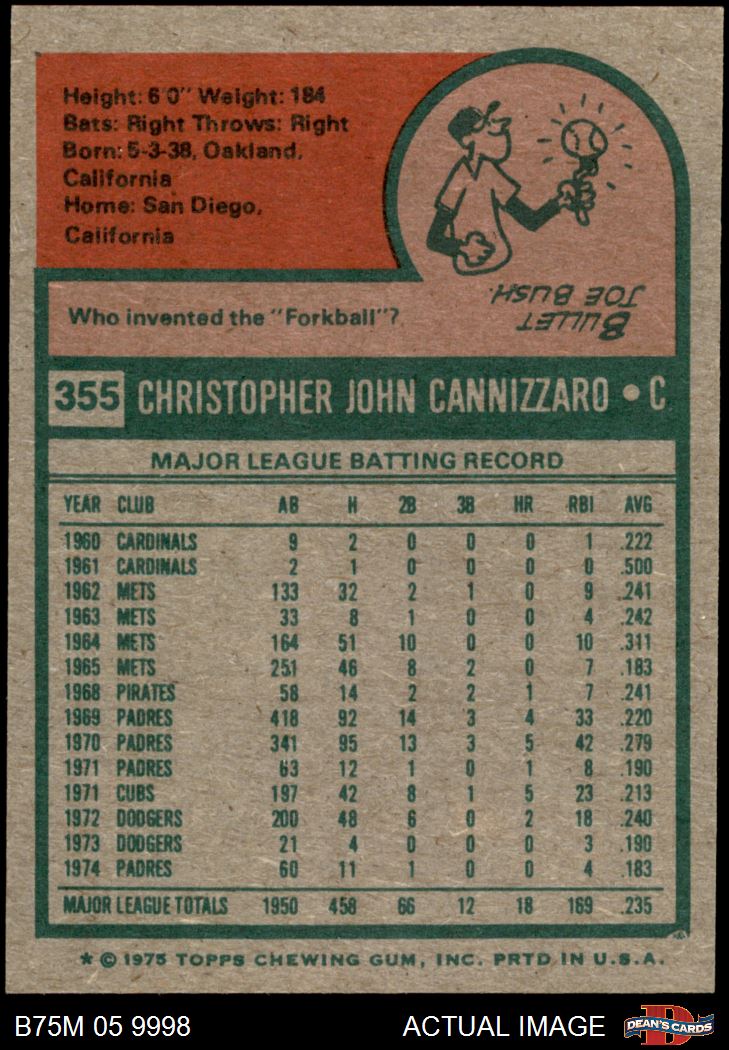 Height: 6'0" Weight: 184
Bats: Right Throws: Right
Born: 5-3-38, Oakland,
California
Home: San Diego,
California
Who invented the "Forkball"?
BULLET
JOE BUSH.
355 CHRISTOPHER JOHN CANNIZZARO • C
MAJOR LEAGUE BATTING RECORD
YEAR CLUB AB H 2B 3B HR RBI AVG
1960 CARDINALS 9 2 0 0 0 1 .222
1961 CARDINALS 2 1 0 0 0 0 .500
1962 METS 133 32 2 1 0 9 .241
1963 METS 33 8 1 0 0 4 .242
1964 METS 164 51 10 0 0 10 .311
1965 METS 251 46 8 2 0 7 .183
1968 PIRATES 58 14 2 2 1 7 .241
1969 PADRES 418 92 14 3 4 33 .220
1970 PADRES 341 95 13 3 5 42 .279
1971 PADRES 63 12 1 0 1 8 .190
1971 CUBS 197 42 8 1 5 23 .213
1972 DODGERS 200 48 6 0 2 18 .240
1973 DODGERS 21 4 0 0 0 3 .190
1974 PADRES 60 11 1 0 0 4 .183
MAJOR LEAGUE TOTALS 1950 458 66 12 18 169 .235
★ © 1975 TOPPS CHEWING GUM, INC. PRTD IN U.S.A.
B75M 05 9998 ACTUAL IMAGE DEAN'S CARDS